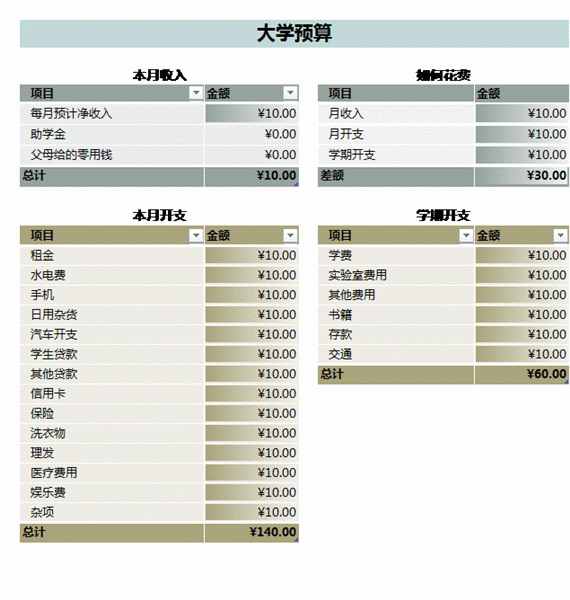 大学预算
本月收入
项目 金额
每月预计净收入 ¥10.00
助学金 ¥0.00
父母给的零用钱 ¥0.00
总计 ¥10.00
如何花费
项目 金额
月收入 ¥10.00
月开支 ¥10.00
学期开支 ¥10.00
差额 ¥30.00
本月开支
项目 金额
租金 ¥10.00
水电费 ¥10.00
手机 ¥10.00
日用杂货 ¥10.00
汽车开支 ¥10.00
学生贷款 ¥10.00
其他贷款 ¥10.00
信用卡 ¥10.00
保险 ¥10.00
洗衣物 ¥10.00
理发 ¥10.00
医疗费用 ¥10.00
娱乐费 ¥10.00
杂项 ¥10.00
总计 ¥140.00
学期开支
项目 金额
学费 ¥10.00
实验室费用 ¥10.00
其他费用 ¥10.00
书籍 ¥10.00
存款 ¥10.00
交通 ¥10.00
总计 ¥60.00